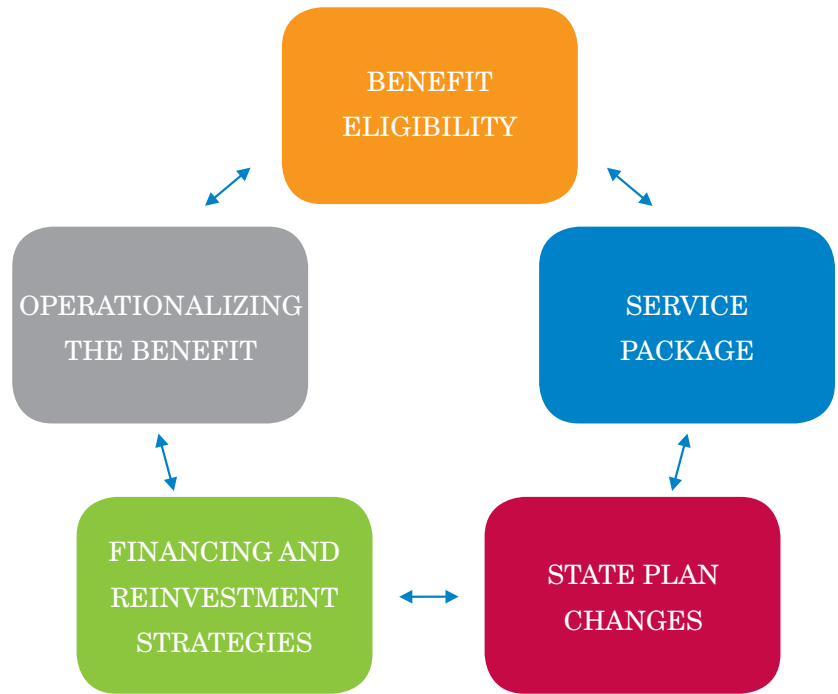 BENEFIT
ELIGIBILITY
OPERATIONALIZING
THE BENEFIT
SERVICE
PACKAGE
FINANCING AND
REINVESTMENT
STRATEGIES
STATE PLAN
CHANGES